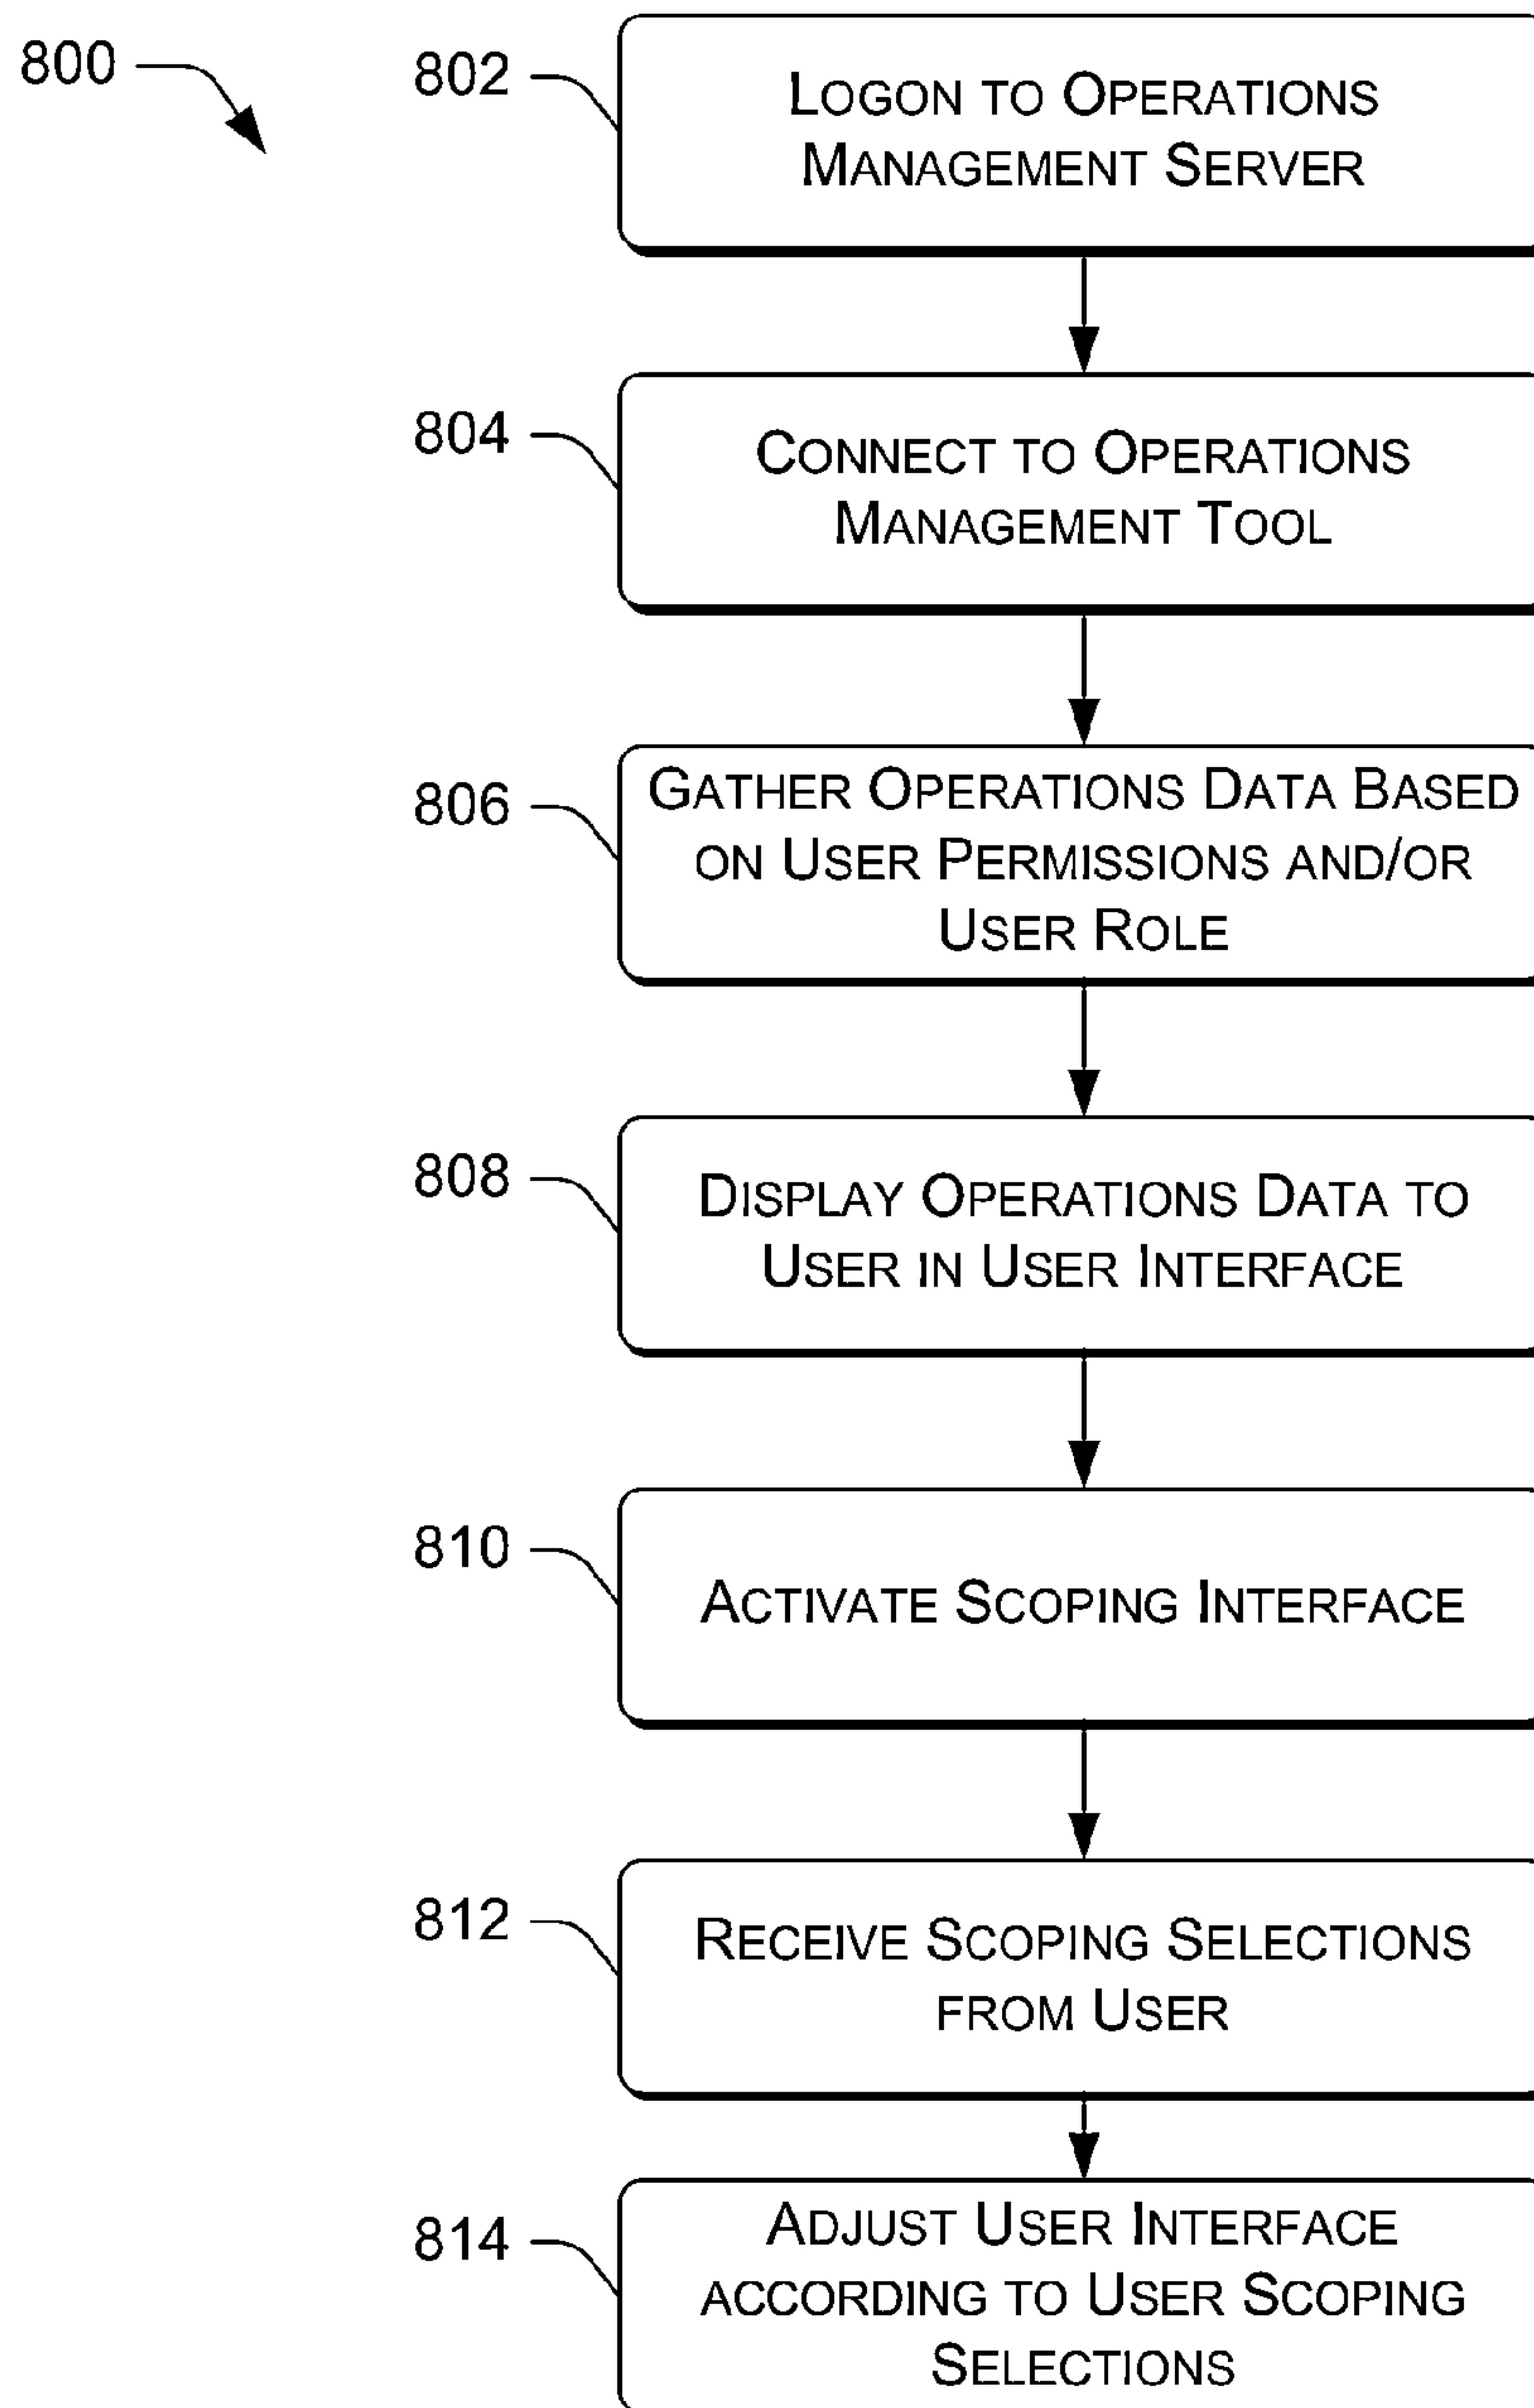 800
802
LOGON TO OPERATIONS
MANAGEMENT SERVER
804
CONNECT TO OPERATIONS
MANAGEMENT TOOL
806
GATHER OPERATIONS DATA BASED
ON USER PERMISSIONS AND/OR
USER ROLE
808
DISPLAY OPERATIONS DATA TO
USER IN USER INTERFACE
810
ACTIVATE SCOPING INTERFACE
812
RECEIVE SCOPING SELECTIONS
FROM USER
814
ADJUST USER INTERFACE
ACCORDING TO USER SCOPING
SELECTIONS